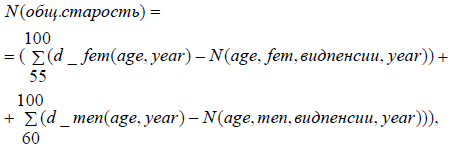 N(общ.старость) =
100
= ( ∑ (d _ fem(age, year) – N(age, fem, видпенсии, year)) +
55
100
+ ∑ (d _ men(age, year) – N(age, men, видпенсии, year))),
60